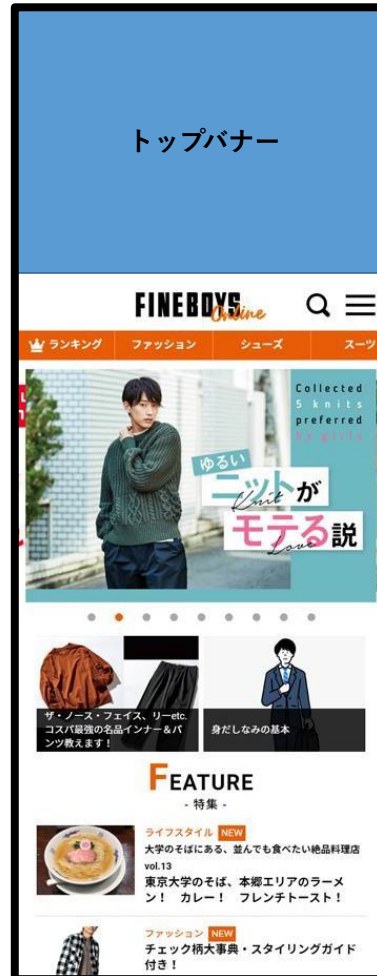 トップバナー
FINEBOYS
Online
ランキング ファッション シューズ スーツ
Collected
5 knits
preferred
by girls
ゆるい
ニットが
Knit
モテる説
Love
ザ・ノース・フェイス、リーetc.
コスパ最強の名品インナー&パ
ンツ教えます!
身だしなみの基本
FEATURE
- 特集 -
ライフスタイル NEW
大学のそばにある、並んでも食べたい絶品料理店
vol.13
東京大学のそば、本郷エリアのラーメ
ン! カレー! フレンチトースト!
ファッション NEW
チェック柄大事典・スタイリングガイド
付き!